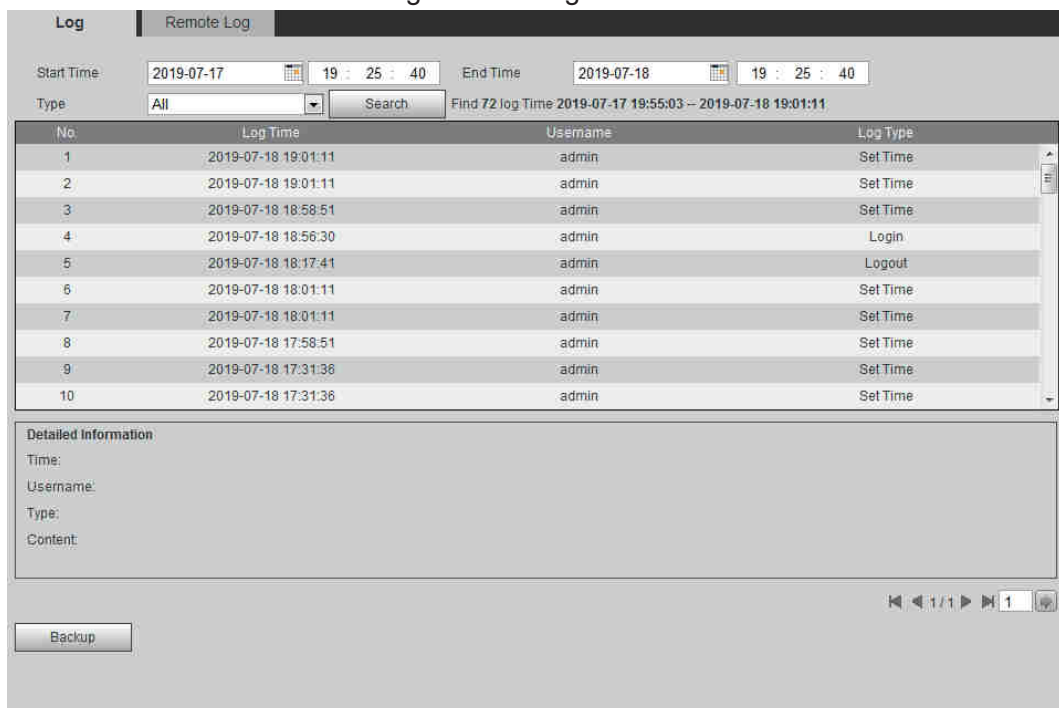 Log Remote Log
Start Time 2019-07-17 19 : 25 : 40 End Time 2019-07-18 19 : 25 : 40
Type All Search Find 72 log Time 2019-07-17 19:55:03 -- 2019-07-18 19:01:11
No. Log Time Username Log Type
1 2019-07-18 19:01:11 admin Set Time
2 2019-07-18 19:01:11 admin Set Time
3 2019-07-18 18:58:51 admin Set Time
4 2019-07-18 18:56:30 admin Login
5 2019-07-18 18:17:41 admin Logout
6 2019-07-18 18:01:11 admin Set Time
7 2019-07-18 18:01:11 admin Set Time
8 2019-07-18 17:58:51 admin Set Time
9 2019-07-18 17:31:36 admin Set Time
10 2019-07-18 17:31:36 admin Set Time
Detailed Information
Time:
Username:
Type:
Content:
1/1 1
Backup